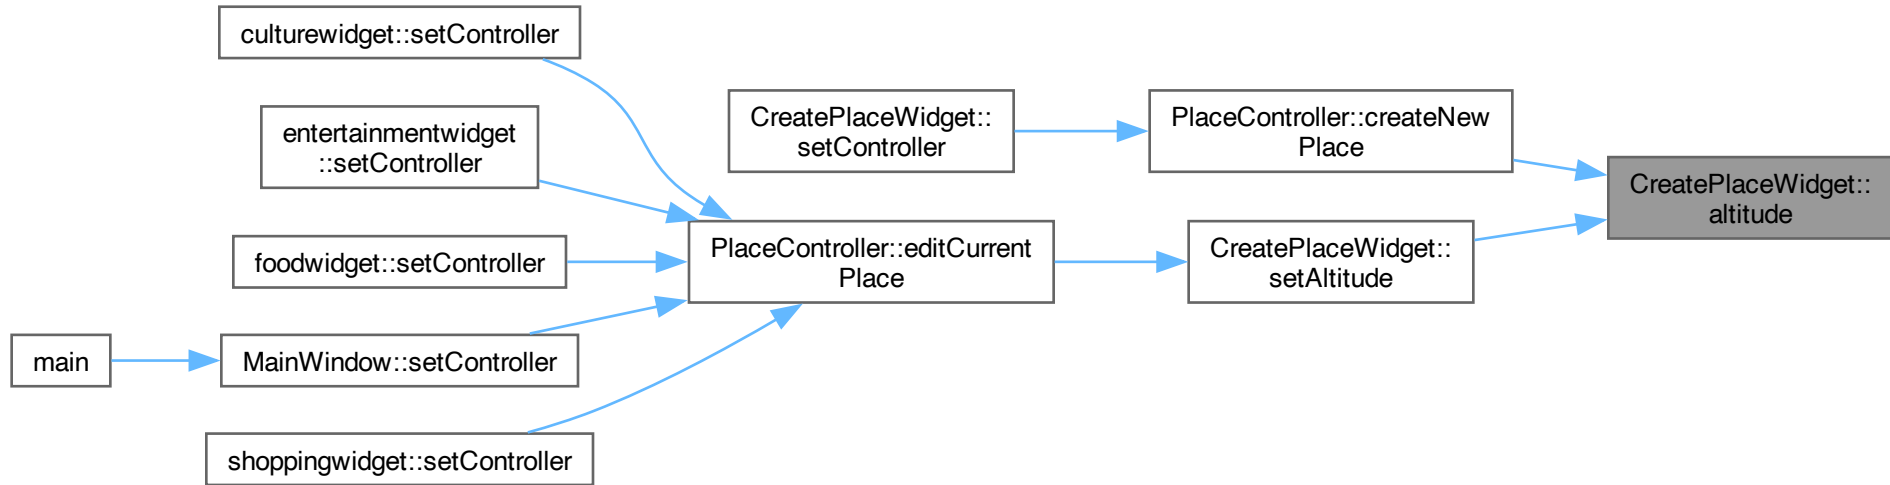 culturewidget::setController
entertainmentwidget
::setController
foodwidget::setController
main
MainWindow::setController
shoppingwidget::setController
CreatePlaceWidget::
setController
PlaceController::editCurrent
Place
PlaceController::createNew
Place
CreatePlaceWidget::
setAltitude
CreatePlaceWidget::
altitude